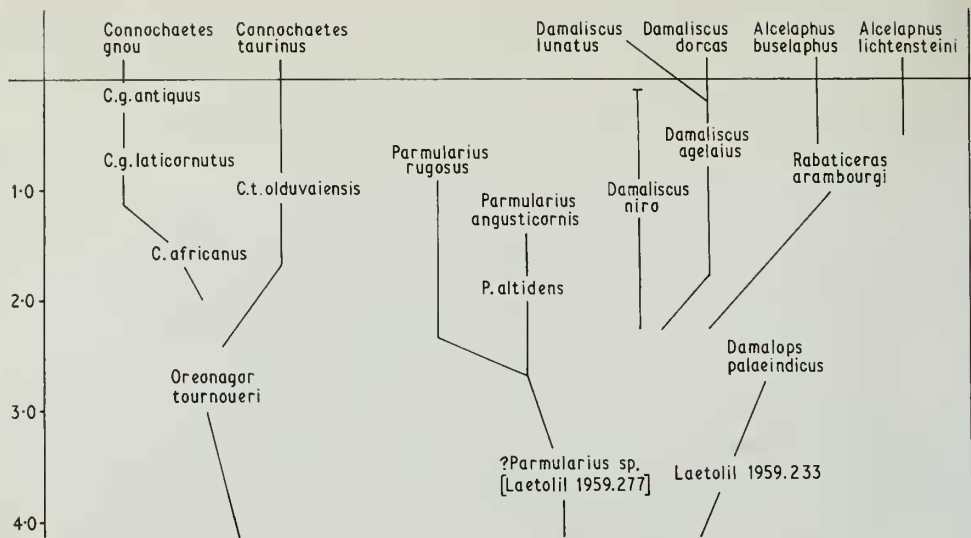 Connochaetes
gnou
Connochaetes
taurinus
Damaliscus
lunatus
Damaliscus
dorcas
Alcelaphus
buselaphus
Alcelaphus
lichtensteini
C.g.antiquus
C.g.laticornutus
1·0
C.t.olduvaiensis
C.africanus
Parmularius
rugosus
Parmularius
angusticornis
P.altidens
Damaliscus
niro
Damaliscus
agelaius
Rabaticeras
arambourgi
2·0
Oreonagor
tournoueri
Damalops
palaeindicus
3·0
?Parmularius sp.
[Laetolil 1959.277]
Laetolil 1959.233
4·0